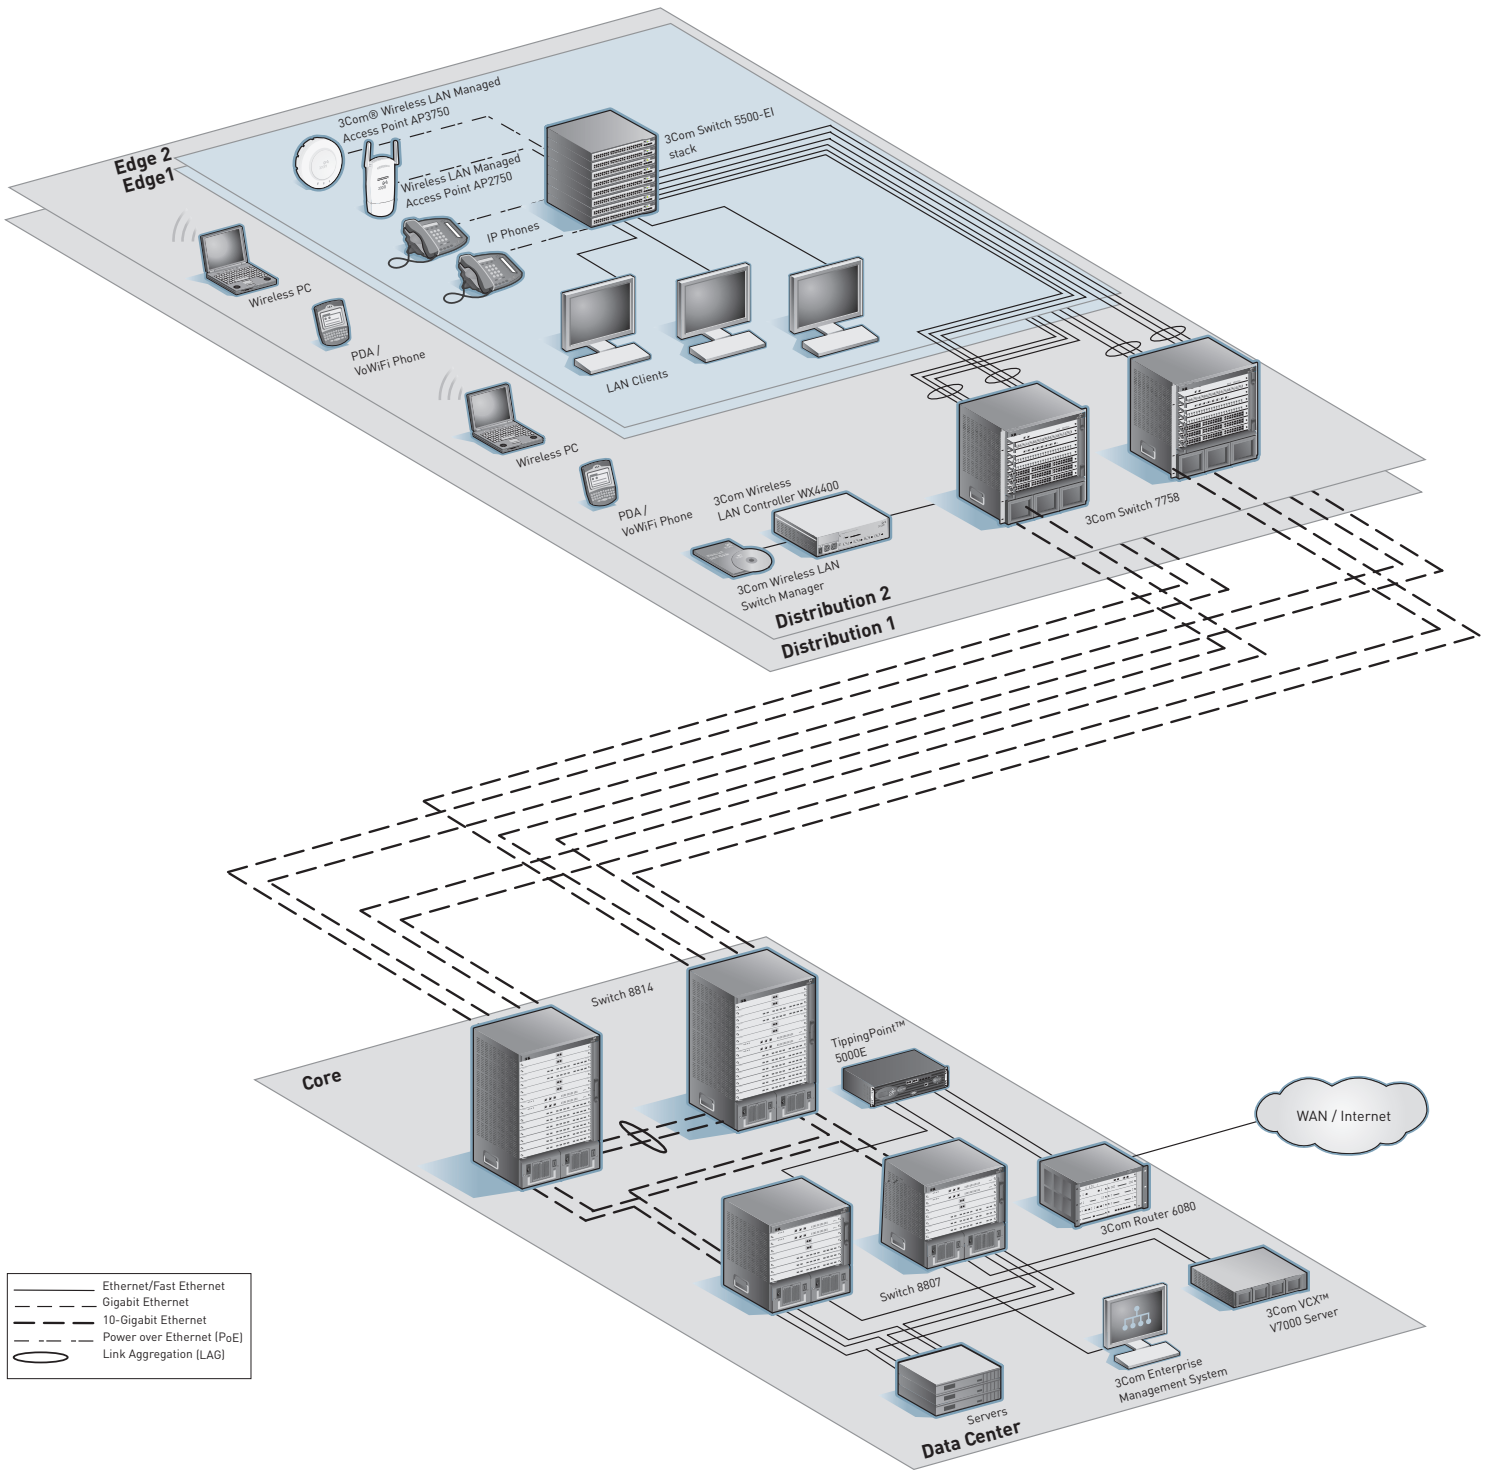 3Com® Wireless LAN Managed
Access Point AP3750
3Com Switch 5500-EI
stack
Edge 2
Edge1
Wireless LAN Managed
Access Point AP2750
IP Phones
Wireless PC
PDA /
VoWiFi Phone
LAN Clients
Wireless PC
PDA /
VoWiFi Phone
3Com Wireless
LAN Controller WX4400
3Com Switch 7758
3Com Wireless LAN
Switch Manager
Distribution 2
Distribution 1
Switch 8814
TippingPoint™
5000E
Core
WAN / Internet
3Com Router 6080
Switch 8807
3Com VCX™
V7000 Server
3Com Enterprise
Management System
Servers
Data Center
Ethernet/Fast Ethernet
Gigabit Ethernet
10-Gigabit Ethernet
Power over Ethernet (PoE)
Link Aggregation (LAG)